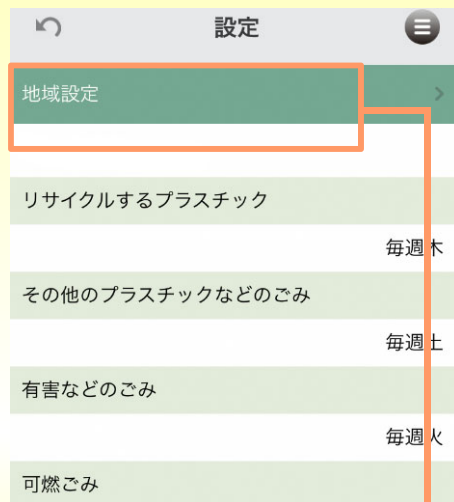 設定
地域設定
リサイクルするプラスチック
毎週木
その他のプラスチックなどのごみ
毎週土
有害などのごみ
毎週火
可燃ごみ